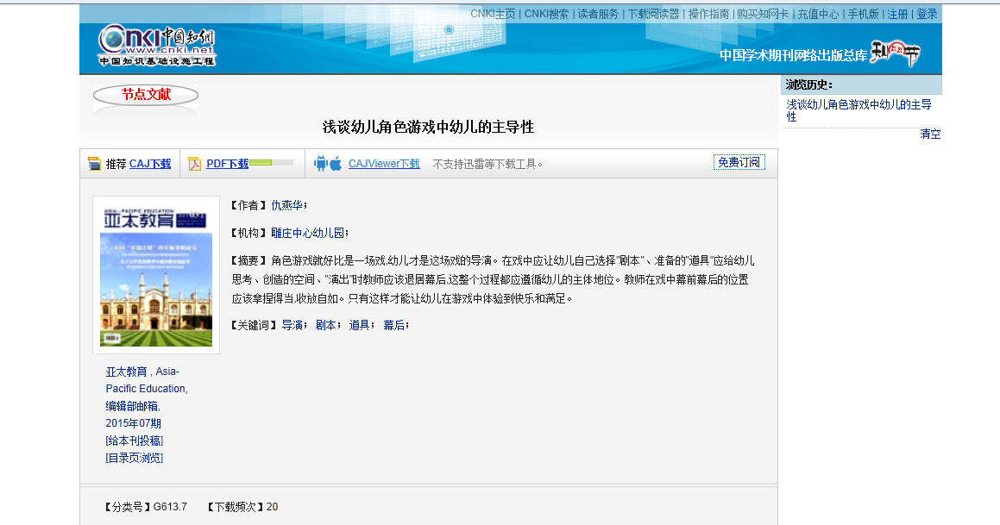 CNKI主页 | CNKI搜索 | 读者服务 | 下载阅读器 | 操作指南 | 购买知网卡 | 充值中心 | 手机版 | 注册 | 登录
Cnki中国知网
www.cnki.net
中国知识基础设施工程
中国学术期刊网络出版总库
节点文献
浏览历史：
浅谈幼儿角色游戏中幼儿的主导性
清空
浅谈幼儿角色游戏中幼儿的主导性
推荐 CAJ下载
PDF下载
CAJViewer下载
不支持迅雷等下载工具。
免费订阅
ASIA-PACIFIC EDUCATION
亚太教育
【作者】 仇燕华；
【机构】 雕庄中心幼儿园；
【摘要】 角色游戏就好比是一场戏,幼儿才是这场戏的导演。在戏中应让幼儿自己选择"剧本"、准备的"道具"应给幼儿
思考、创造的空间、"演出"时教师应该退居幕后,这整个过程都应遵循幼儿的主体地位。教师在戏中幕前幕后的位置
应该拿捏得当,收放自如。只有这样才能让幼儿在游戏中体验到快乐和满足。
【关键词】 导演； 剧本； 道具； 幕后；
亚太教育 , Asia-
Pacific Education,
编辑部邮箱,
2015年07期
[给本刊投稿]
[目录页浏览]
【分类号】G613.7
【下载频次】20